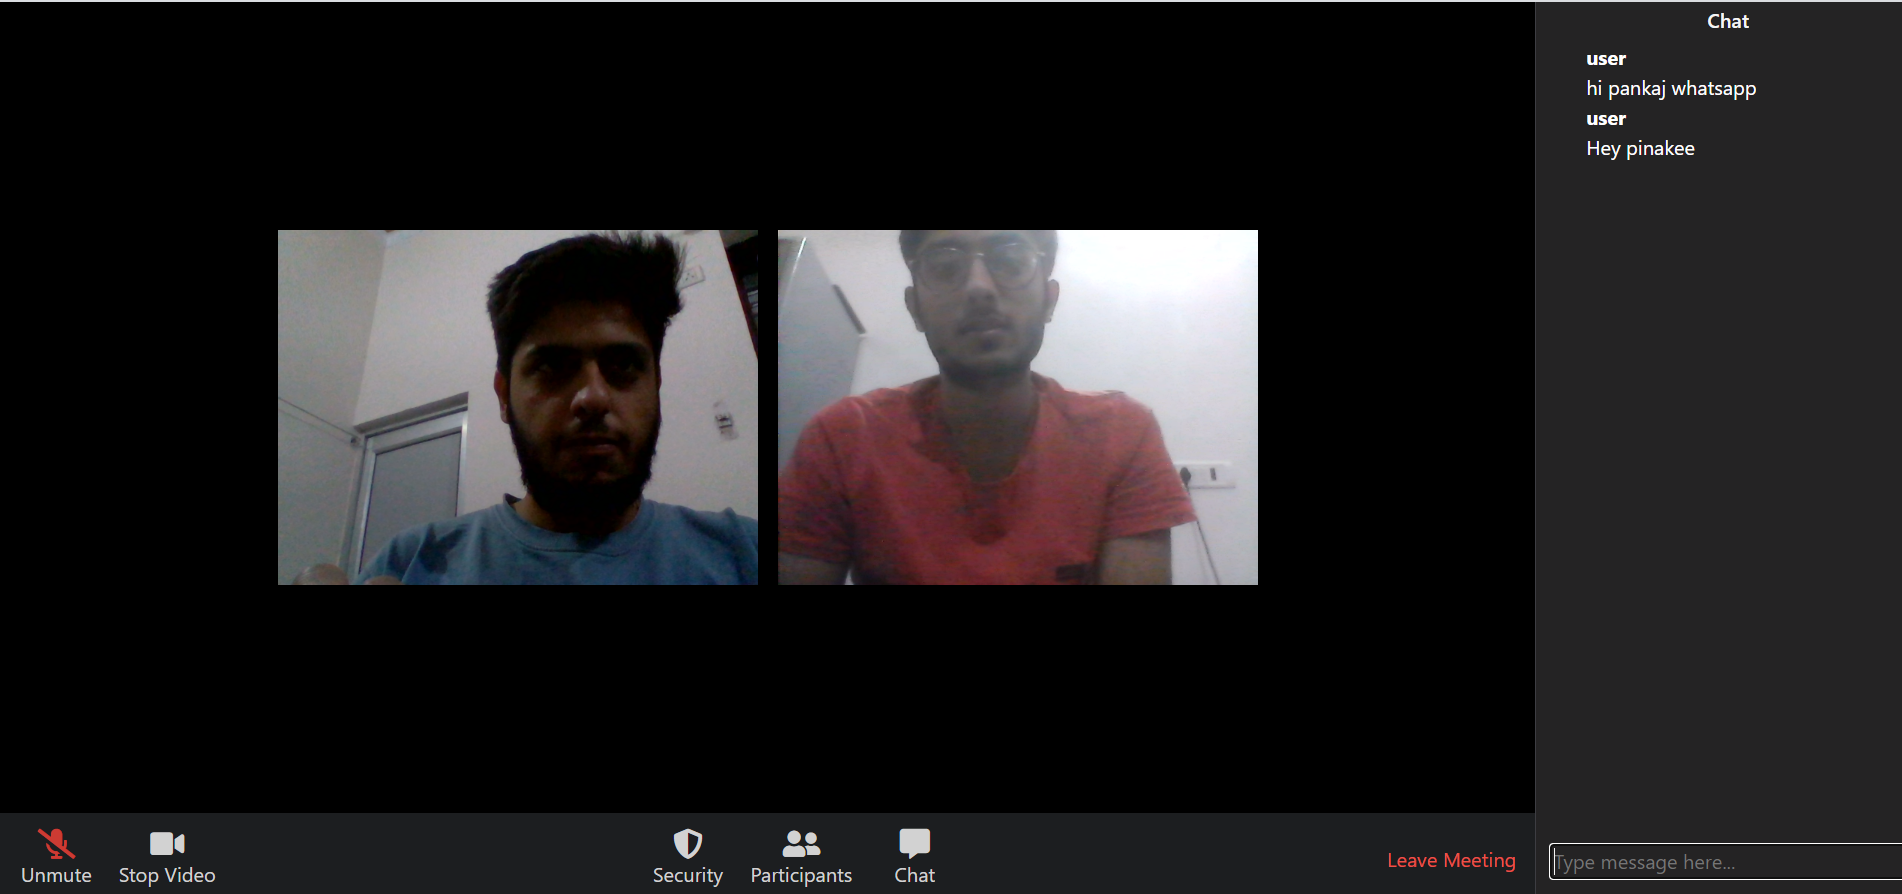 Chat
user
hi pankaj whatsapp
user
Hey pinakee
Unmute
Stop Video
Security
Participants
Chat
Leave Meeting
Type message here...